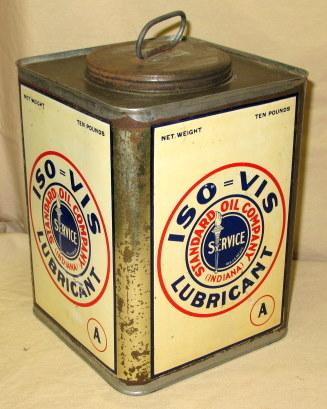 NET WEIGHT TEN POUNDS
ISO=VIS
STANDARD OIL COMPANY
SERVICE
(INDIANA)
LUBRICANT
A
NET WEIGHT TEN POUNDS
ISO=VIS
STANDARD OIL COMPANY
SERVICE
(INDIANA)
LUBRICANT
A